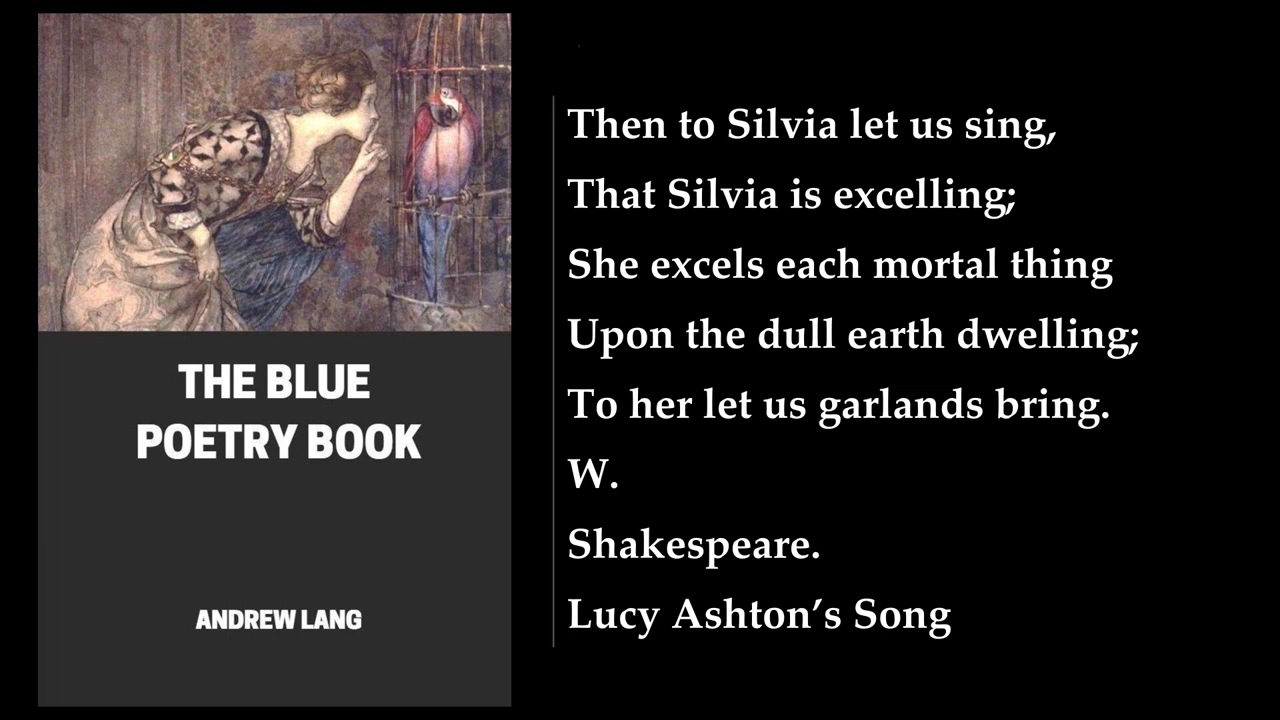 THE BLUE
POETRY BOOK
ANDREW LANG
Then to Silvia let us sing,
That Silvia is excelling;
She excels each mortal thing
Upon the dull earth dwelling;
To her let us garlands bring.
W.
Shakespeare.
Lucy Ashton’s Song